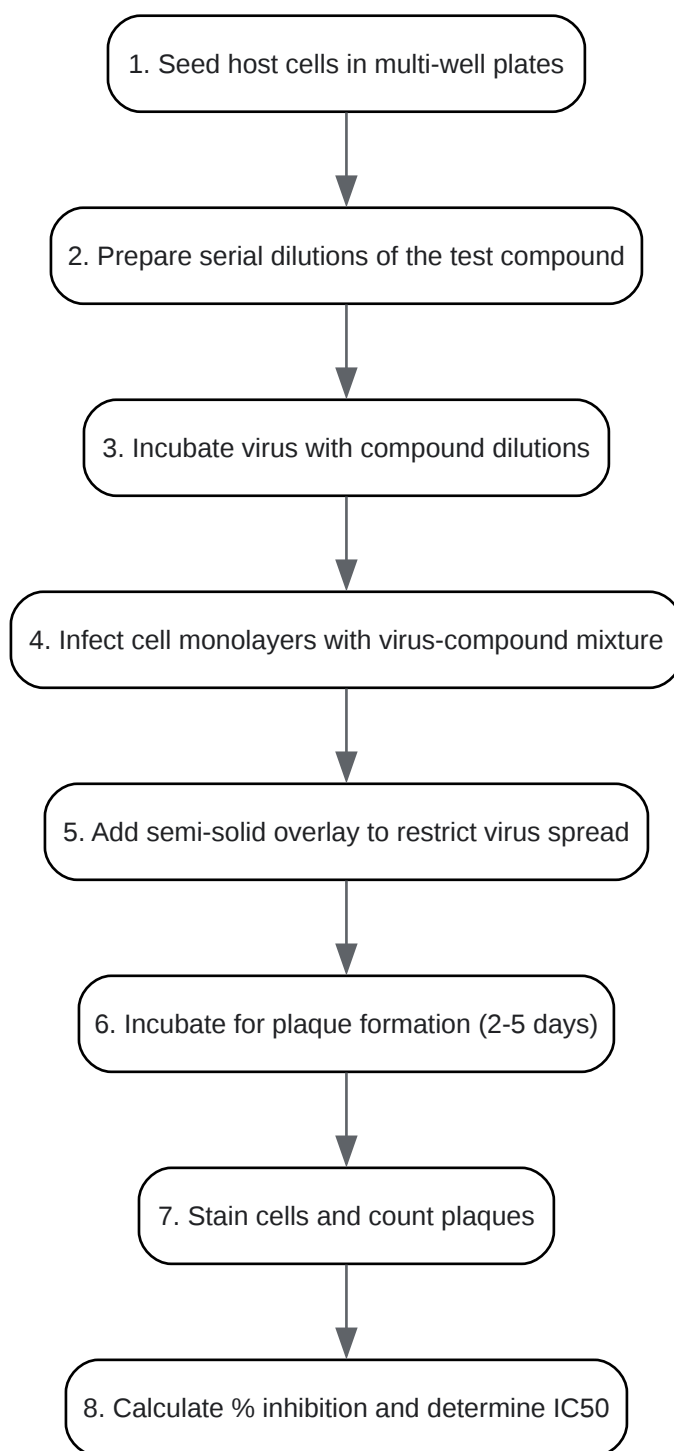 1. Seed host cells in multi-well plates
2. Prepare serial dilutions of the test compound
3. Incubate virus with compound dilutions
4. Infect cell monolayers with virus-compound mixture
5. Add semi-solid overlay to restrict virus spread
6. Incubate for plaque formation (2-5 days)
7. Stain cells and count plaques
8. Calculate % inhibition and determine IC50